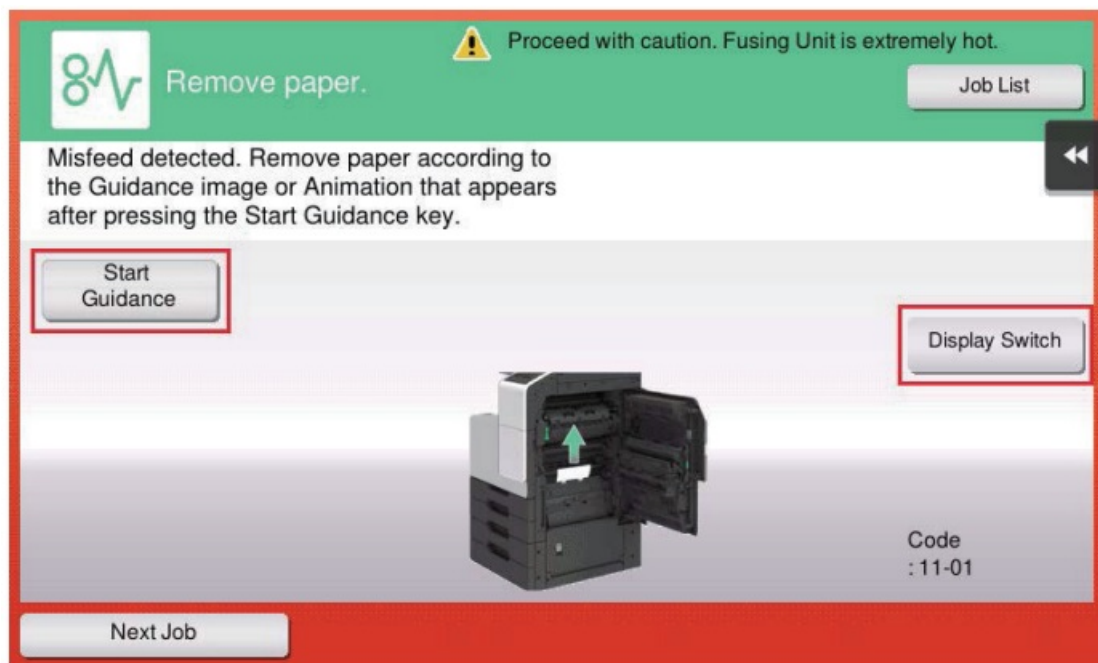 Proceed with caution. Fusing Unit is extremely hot.
Remove paper.
Job List
Misfeed detected. Remove paper according to
the Guidance image or Animation that appears
after pressing the Start Guidance key.
Start
Guidance
Display Switch
Code
: 11-01
Next Job